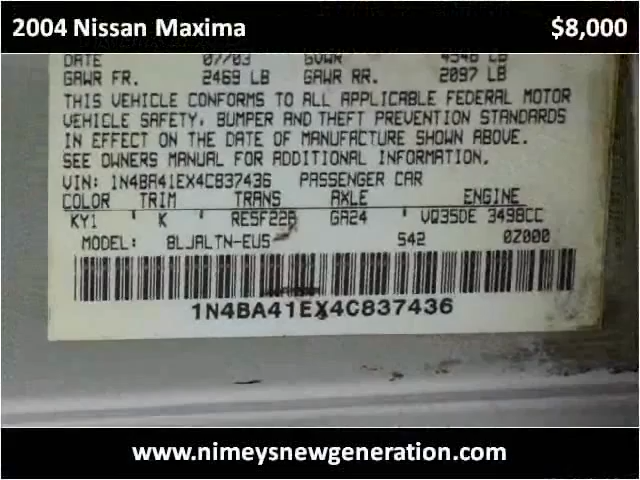 2004 Nissan Maxima $8,000
DATE 07/03 GVWR 4546 LB
GAWR FR. 2469 LB GAWR RR. 2097 LB
THIS VEHICLE CONFORMS TO ALL APPLICABLE FEDERAL MOTOR
VEHICLE SAFETY, BUMPER AND THEFT PREVENTION STANDARDS
IN EFFECT ON THE DATE OF MANUFACTURE SHOWN ABOVE.
SEE OWNERS MANUAL FOR ADDITIONAL INFORMATION.
VIN: 1N4BA41EX4C837436 PASSENGER CAR
COLOR TRIM TRANS AXLE ENGINE
KY1 ' K ' RE5F22A GA24 ' VQ35DE 3498CC
MODEL: BLJALTN-EUS 542 0Z000
1N4BA41EX4C837436
www.nimeysnewgeneration.com